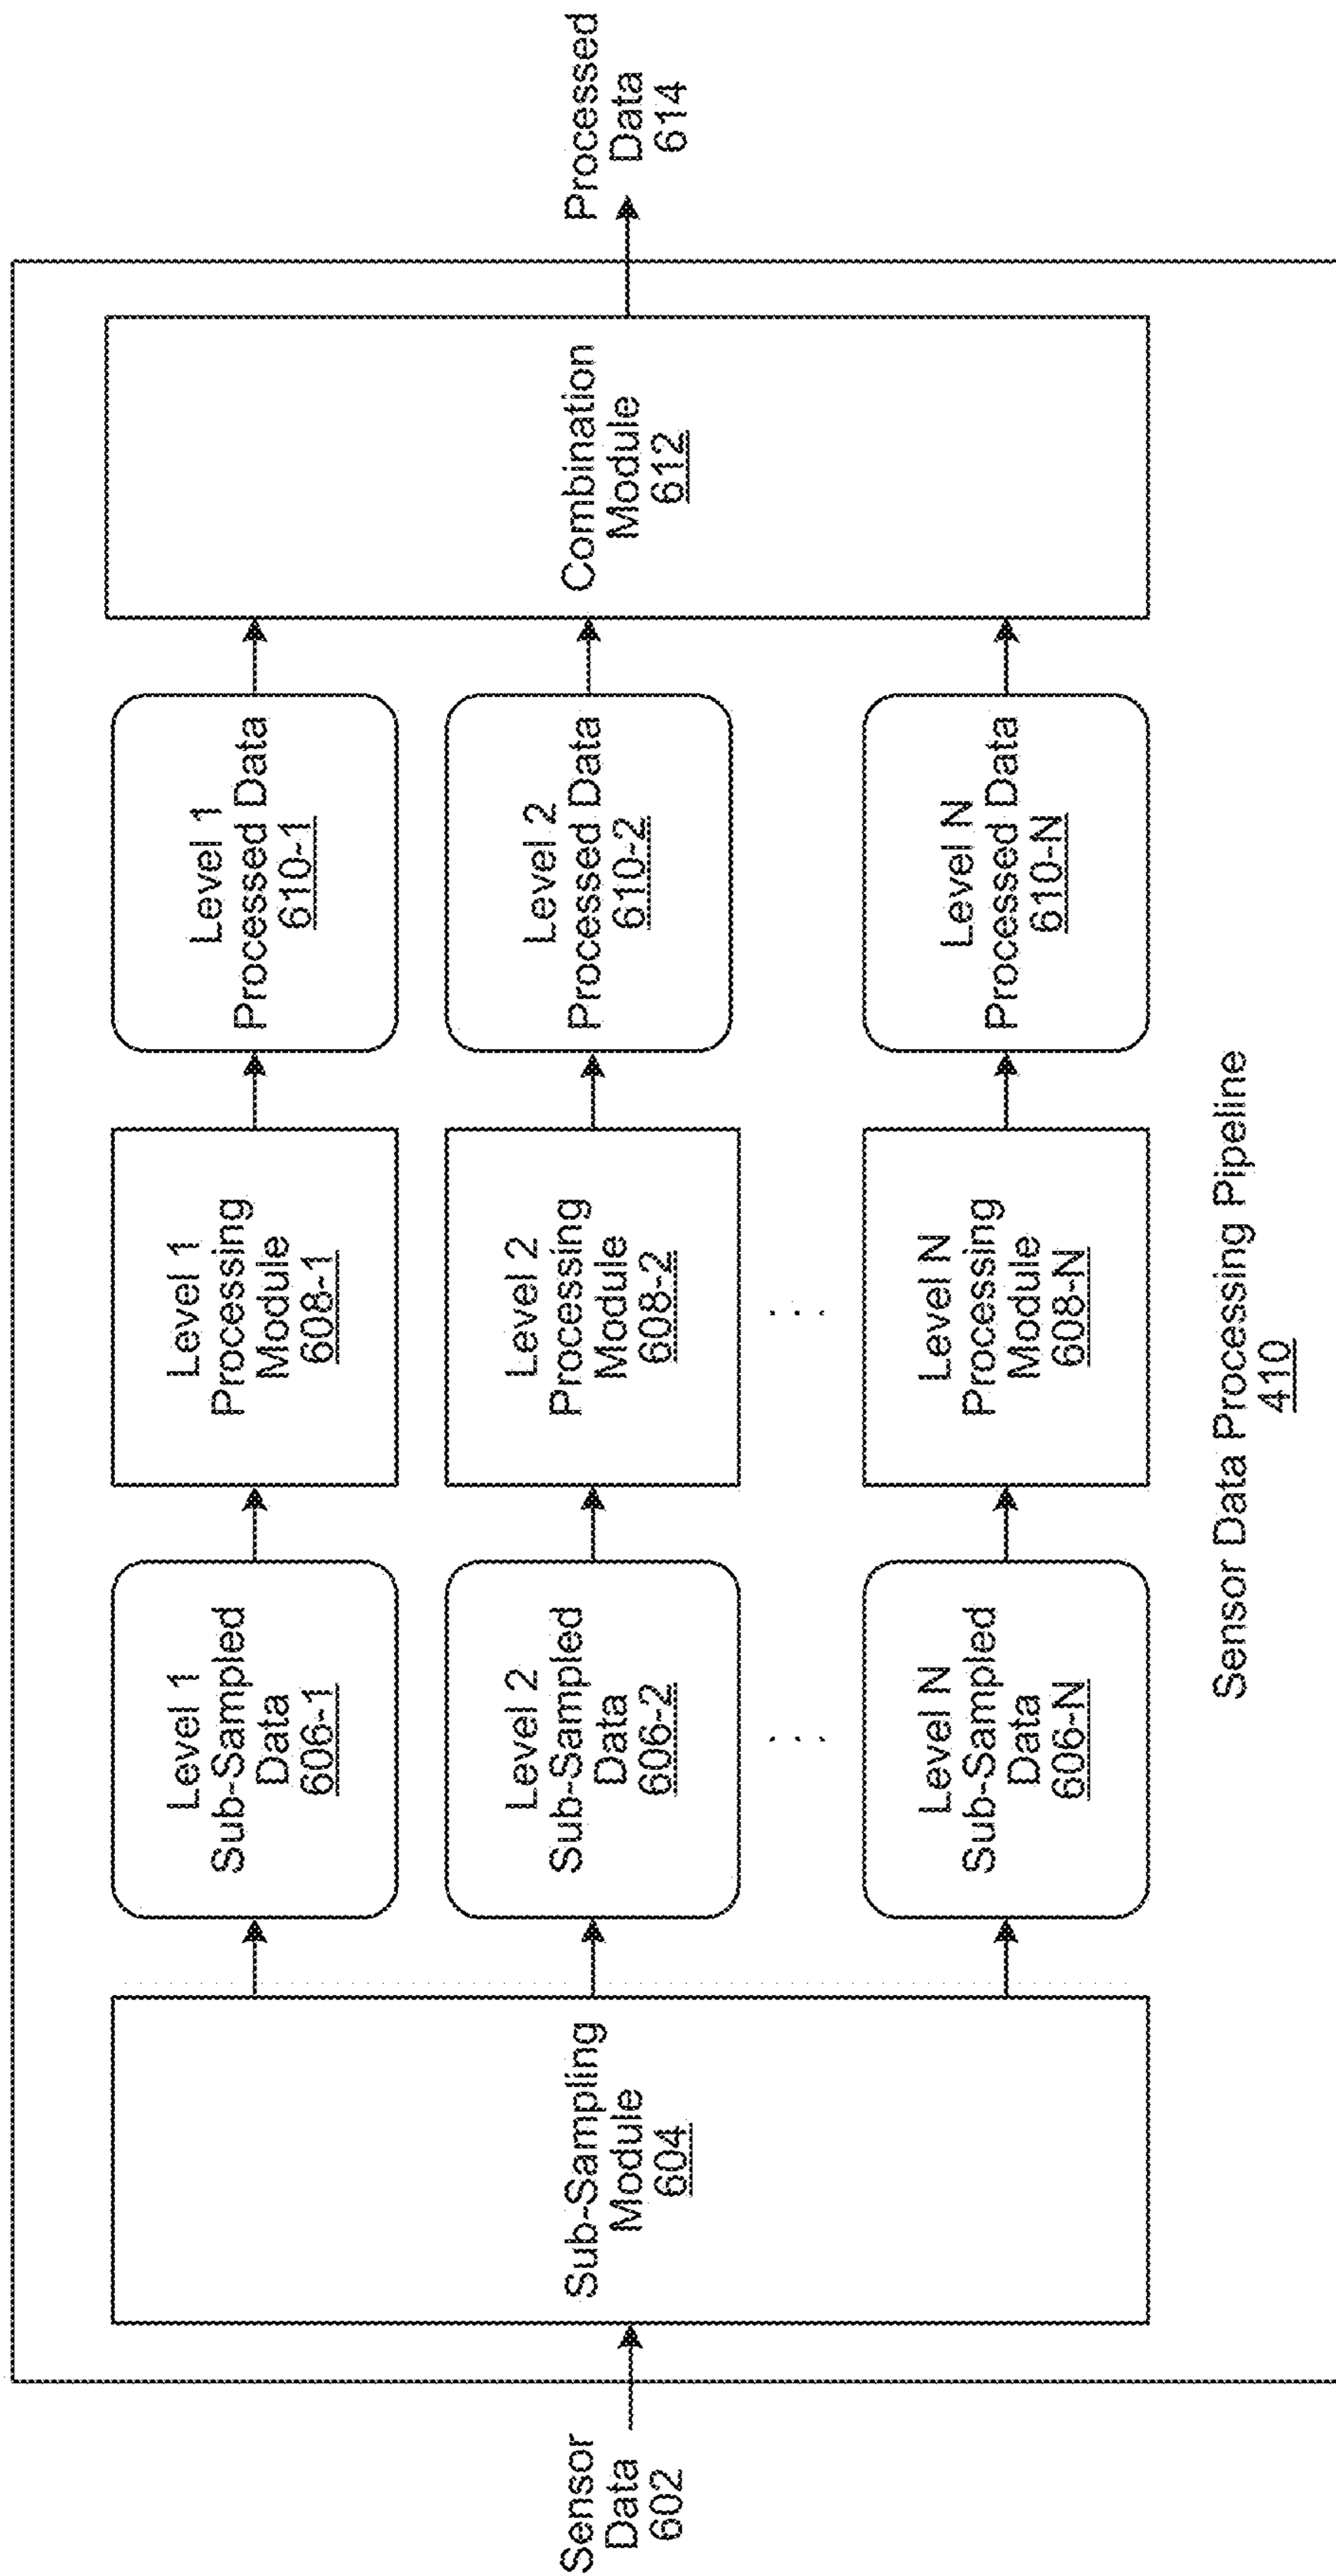 Sensor
Data
602
Sub-Sampling
Module
604
Level 1
Sub-Sampled
Data
606-1
Level 2
Sub-Sampled
Data
606-2
. . .
Level N
Sub-Sampled
Data
606-N
Level 1
Processing
Module
608-1
Level 2
Processing
Module
608-2
. . .
Level N
Processing
Module
608-N
Level 1
Processed Data
610-1
Level 2
Processed Data
610-2
Level N
Processed Data
610-N
Combination
Module
612
Processed
Data
614
Sensor Data Processing Pipeline
410